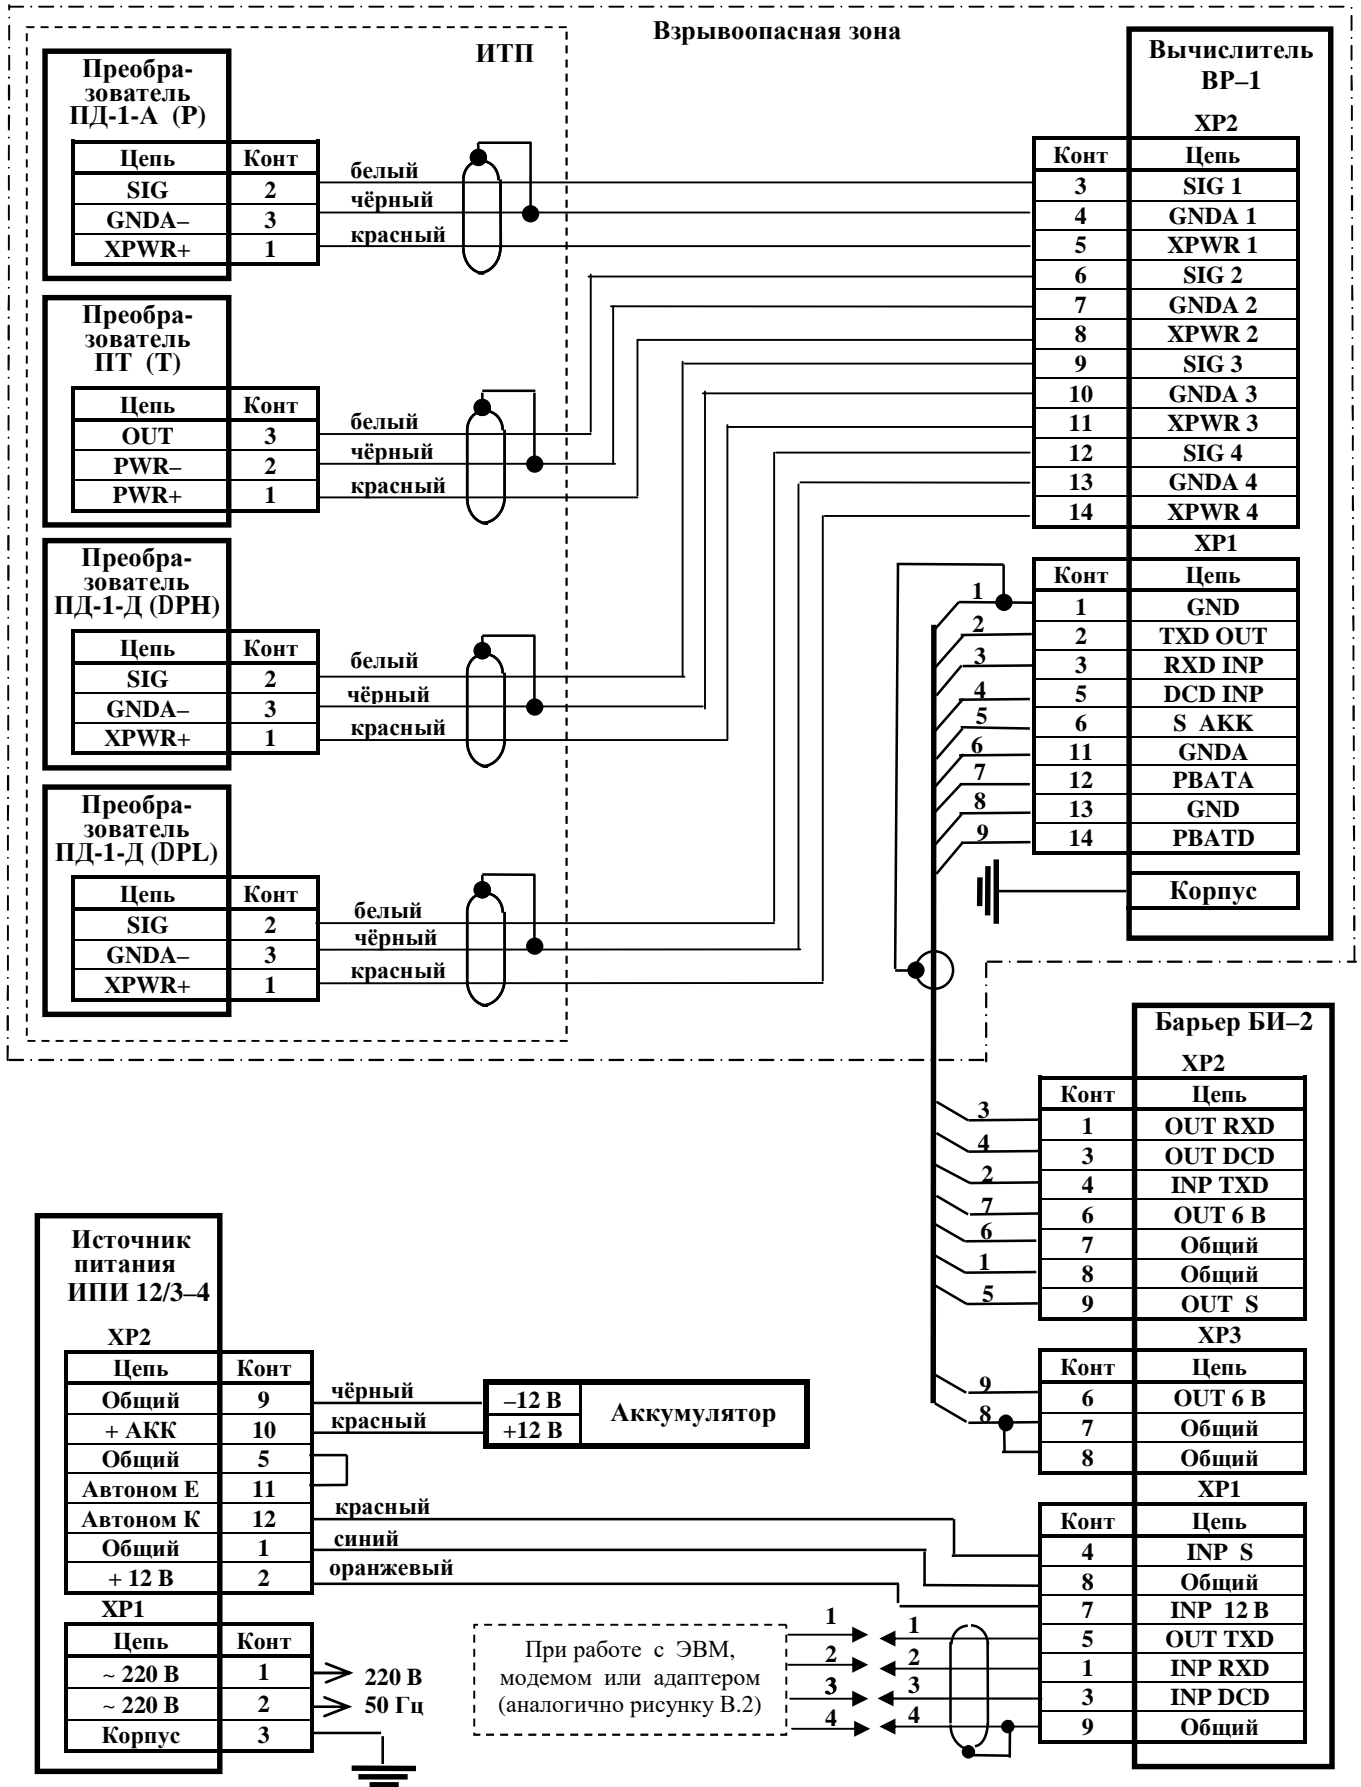 Взрывоопасная зона
ИТП
Преобра-
зователь
ПД-1-А (Р)
Цепь Конт
SIG 2
GNDA– 3
XPWR+ 1
белый
чёрный
красный
Преобра-
зователь
ПТ (Т)
Цепь Конт
OUT 3
PWR– 2
PWR+ 1
белый
чёрный
красный
Преобра-
зователь
ПД-1-Д (DPH)
Цепь Конт
SIG 2
GNDA– 3
XPWR+ 1
белый
чёрный
красный
Преобра-
зователь
ПД-1-Д (DPL)
Цепь Конт
SIG 2
GNDA– 3
XPWR+ 1
белый
чёрный
красный
Вычислитель
ВР–1
XP2
Конт Цепь
3 SIG 1
4 GNDA 1
5 XPWR 1
6 SIG 2
7 GNDA 2
8 XPWR 2
9 SIG 3
10 GNDA 3
11 XPWR 3
12 SIG 4
13 GNDA 4
14 XPWR 4
XP1
Конт Цепь
1 1 GND
2 2 TXD OUT
3 3 RXD INP
4 5 DCD INP
5 6 S AKK
6 11 GNDA
7 12 PBATA
8 13 GND
9 14 PBATD
Корпус
Барьер БИ–2
XP2
Конт Цепь
3 1 OUT RXD
4 3 OUT DCD
2 4 INP TXD
7 6 OUT 6 В
6 7 Общий
1 8 Общий
5 9 OUT S
XP3
Конт Цепь
9 6 OUT 6 В
8 7 Общий
8 Общий
XP1
Конт Цепь
4 INP S
8 Общий
7 INP 12 В
1 1 5 OUT TXD
2 2 1 INP RXD
3 3 3 INP DCD
4 4 9 Общий
Источник
питания
ИПИ 12/3–4
XP2
Цепь Конт
Общий 9
+ АКК 10
Общий 5
Автоном Е 11
Автоном К 12
Общий 1
+ 12 В 2
чёрный
красный
–12 В
+12 В
Аккумулятор
красный
синий
оранжевый
XP1
Цепь Конт
~ 220 В 1
~ 220 В 2
Корпус 3
220 В
50 Гц
При работе с ЭВМ,
модемом или адаптером
(аналогично рисунку В.2)